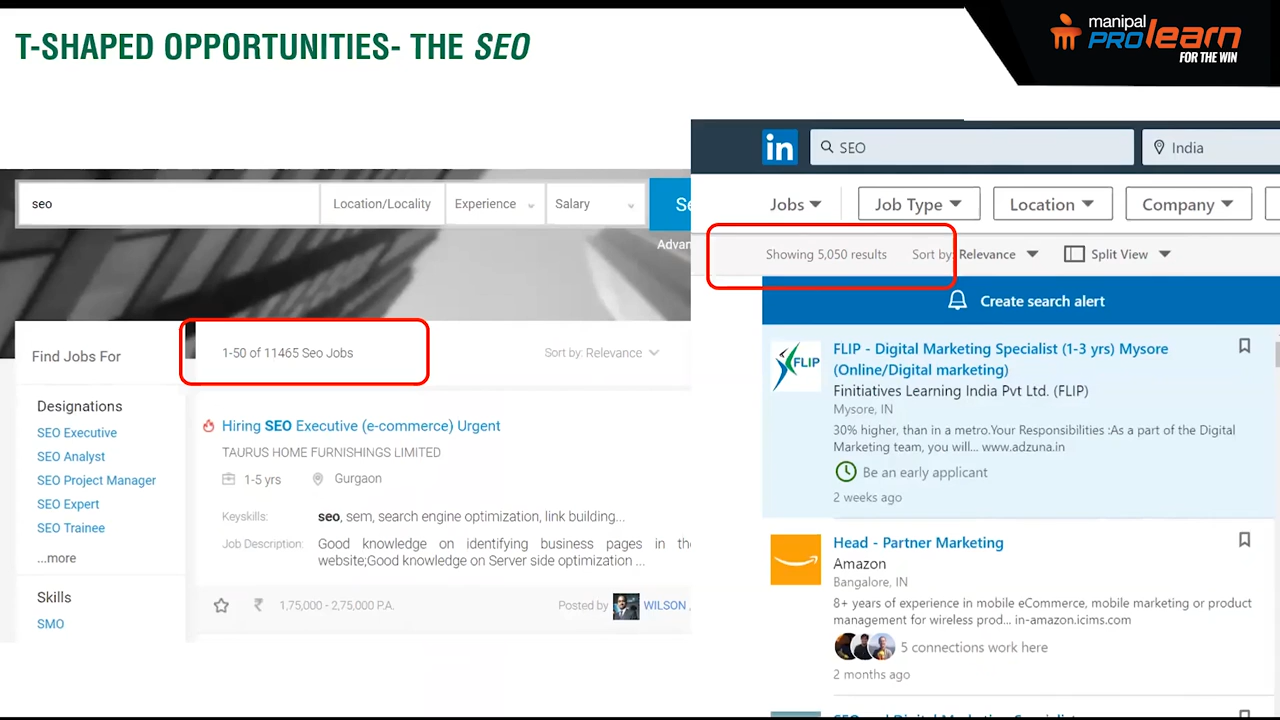 T-SHAPED OPPORTUNITIES- THE SEO
manipal
PROlearn
FOR THE WIN
seo
Location/Locality
Experience
Salary
Se
Advan
Find Jobs For
1-50 of 11465 Seo Jobs
Sort by: Relevance
Designations
SEO Executive
SEO Analyst
SEO Project Manager
SEO Expert
SEO Trainee
...more
Skills
SMO
Hiring SEO Executive (e-commerce) Urgent
TAURUS HOME FURNISHINGS LIMITED
1-5 yrs
Gurgaon
Keyskills: seo, sem, search engine optimization, link building...
Job Description: Good knowledge on identifying business pages in the
website;Good knowledge on Server side optimization ...
₹ 1,75,000 - 2,75,000 P.A.
Posted by WILSON ,
in
SEO
India
Jobs
Job Type
Location
Company
Showing 5,050 results
Sort by: Relevance
Split View
Create search alert
FLIP
FLIP - Digital Marketing Specialist (1-3 yrs) Mysore
(Online/Digital marketing)
Finitiatives Learning India Pvt Ltd. (FLIP)
Mysore, IN
30% higher, than in a metro.Your Responsibilities :As a part of the Digital
Marketing team, you will... www.adzuna.in
Be an early applicant
2 weeks ago
Head - Partner Marketing
Amazon
Bangalore, IN
8+ years of experience in mobile eCommerce, mobile marketing or product
management for wireless prod... in-amazon.icims.com
5 connections work here
2 months ago